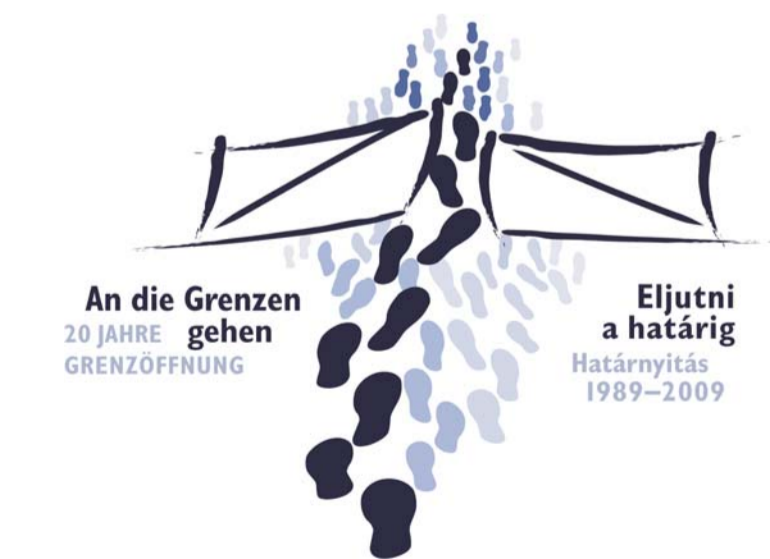 An die Grenzen
20 JAHRE gehen
GRENZÖFFNUNG
Eljutni
a határig
Határnyitás
1989–2009